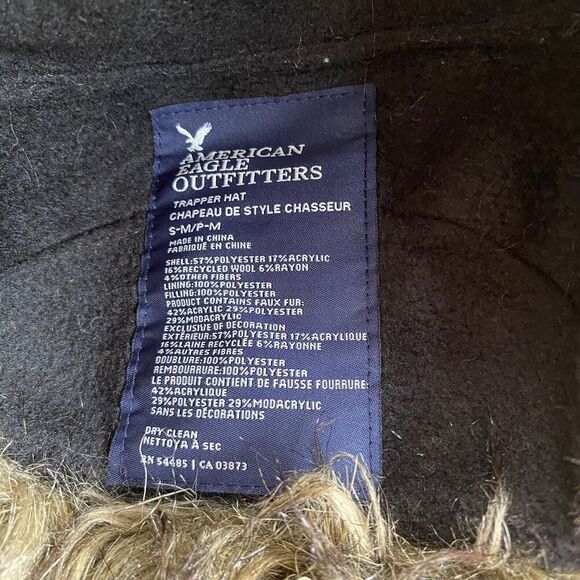 AMERICAN
EAGLE
OUTFITTERS
TRAPPER HAT
CHAPEAU DE STYLE CHASSEUR
S-M/P-M
MADE IN CHINA
FABRIQUÉ EN CHINE
SHELL:57%POLYESTER 17%ACRYLIC
16%RECYCLED WOOL 6%RAYON
4%OTHER FIBERS
LINING:100%POLYESTER
FILLING:100%POLYESTER
PRODUCT CONTAINS FAUX FUR:
42%ACRYLIC 29%POLYESTER
29%MODACRYLIC
EXCLUSIVE OF DECORATION
EXTÉRIEUR:57%POLYESTER 17%ACRYLIQUE
16%LAINE RECYCLÉE 6%RAYONNE
4%AUTRES FIBRES
DOUBLURE:100%POLYESTER
REMBOURRURE:100%POLYESTER
LE PRODUIT CONTIENT DE FAUSSE FOURRURE:
42%ACRYLIC
29%POLYESTER 29%MODACRYLIC
SANS LES DÉCORATIONS
DRY CLEAN
NETTOYA À SEC
RN 54485 | CA 03873